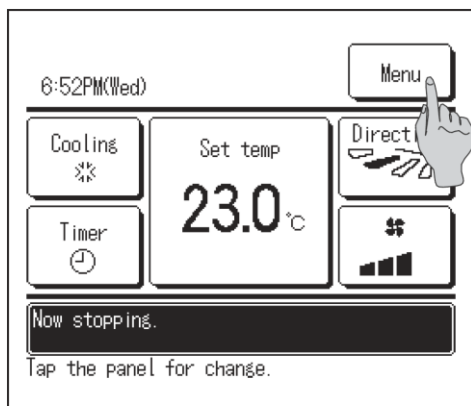 6:52PM(Wed)
Menu
Cooling
Set temp
23.0 °C
Timer
Now stopping.
Tap the panel for change.